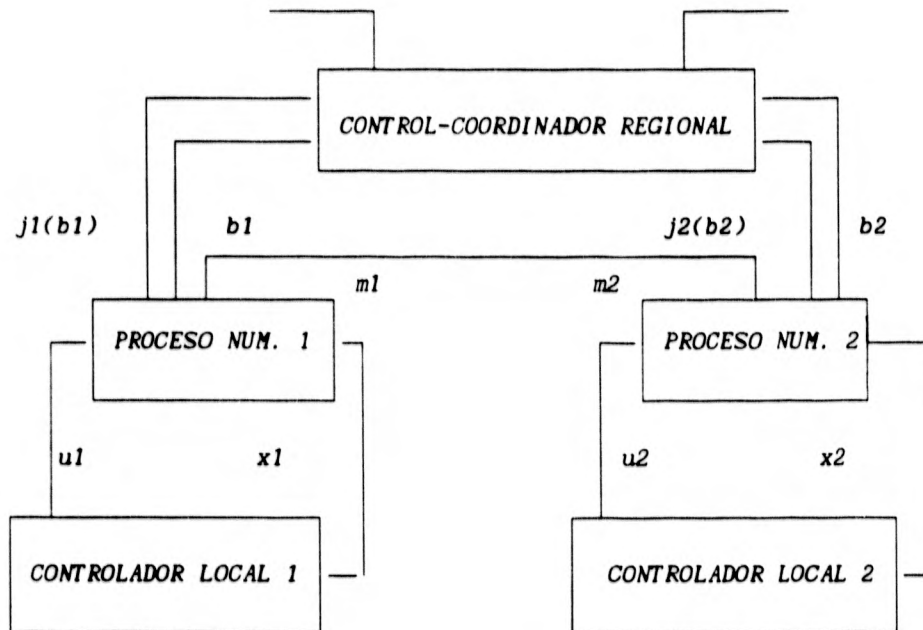 CONTROL-COORDINADOR REGIONAL
j1(b1) b1 j2(b2) b2
m1 m2
PROCESO NUM. 1 PROCESO NUM. 2
u1 x1 u2 x2
CONTROLADOR LOCAL 1 CONTROLADOR LOCAL 2